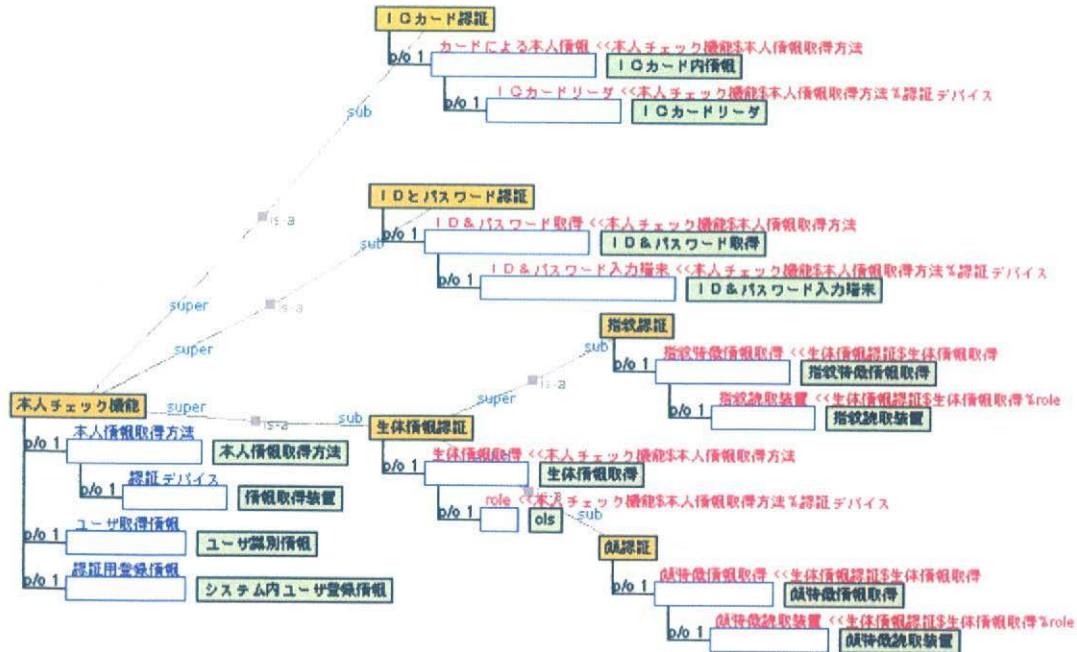 ICカード認証
カードによる本人情報 <<本人チェック機能$本人情報取得方法
p/o 1
ICカード内情報
ICカードリーダ <<本人チェック機能$本人情報取得方法%認証デバイス
p/o 1
ICカードリーダ
sub
is-a
super
IDとパスワード認証
ID&パスワード取得 <<本人チェック機能$本人情報取得方法
p/o 1
ID&パスワード取得
ID&パスワード入力端末 <<本人チェック機能$本人情報取得方法%認証デバイス
p/o 1
ID&パスワード入力端末
sub
is-a
super
指紋認証
指紋特徴情報取得 <<生体情報認証$生体情報取得
p/o 1
指紋特徴情報取得
指紋読取装置 <<生体情報認証$生体情報取得%role
p/o 1
指紋読取装置
sub
is-a
super
本人チェック機能
super
is-a
sub
本人情報取得方法
p/o 1
本人情報取得方法
認証デバイス
p/o 1
情報取得装置
ユーザ取得情報
p/o 1
ユーザ識別情報
認証用登録情報
p/o 1
システム内ユーザ登録情報
生体情報認証
生体情報取得 <<本人チェック機能$本人情報取得方法
p/o 1
生体情報取得
role <<本人チェック機能$本人情報取得方法%認証デバイス
p/o 1
ols
sub
顔認証
顔特徴情報取得 <<生体情報認証$生体情報取得
p/o 1
顔特徴情報取得
顔特徴読取装置 <<生体情報認証$生体情報取得%role
p/o 1
顔特徴読取装置